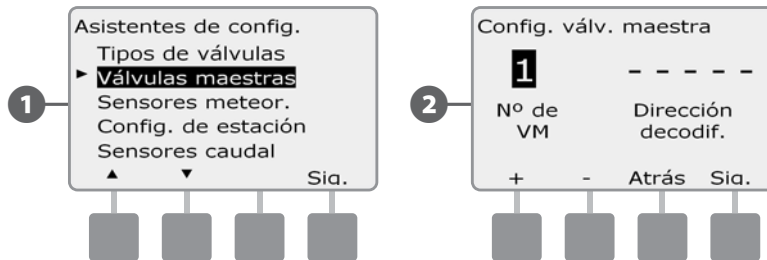 Asistentes de config.
Tipos de válvulas
► Válvulas maestras
Sensores meteor.
Config. de estación
Sensores caudal
▲ ▼ Sig.
1
Config. válv. maestra
1 - - - - -
Nº de VM
Dirección decodif.
+ - Atrás Sig.
2